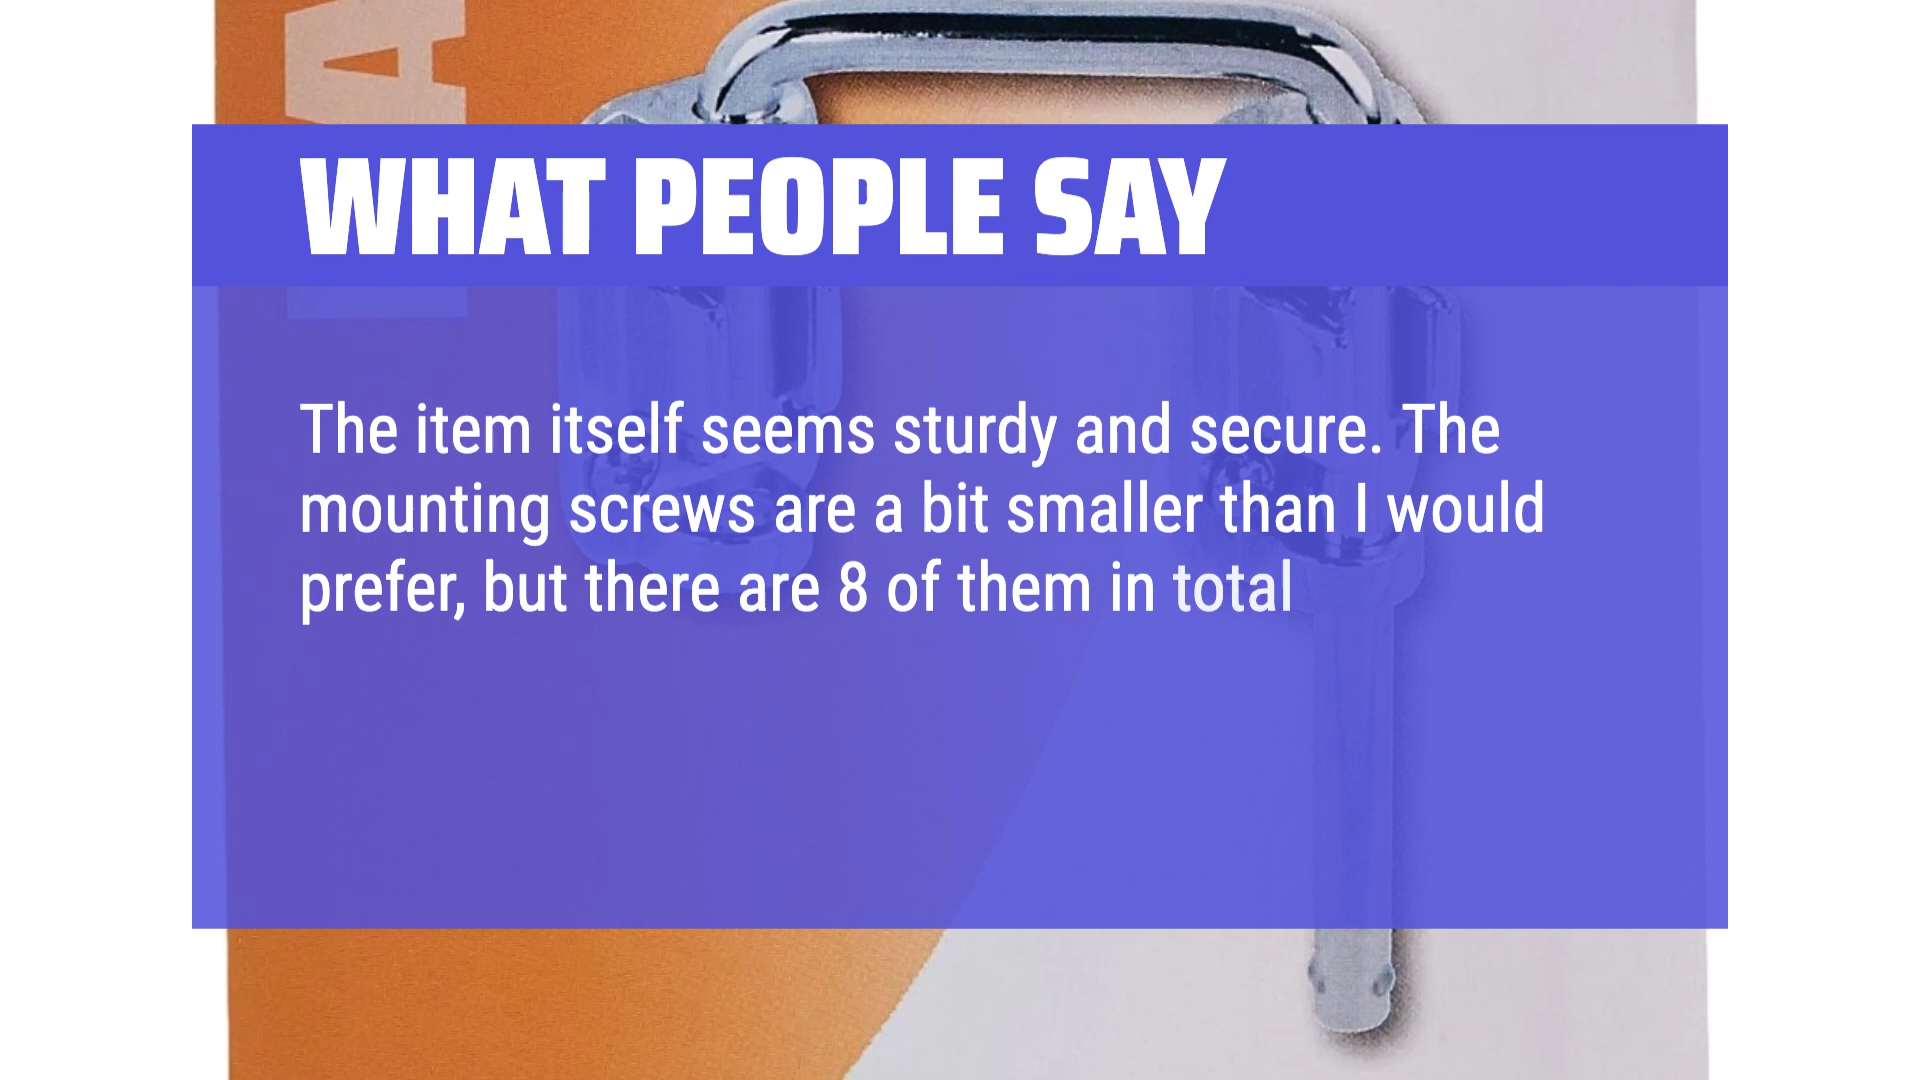 WHAT PEOPLE SAY
The item itself seems sturdy and secure. The
mounting screws are a bit smaller than I would
prefer, but there are 8 of them in total